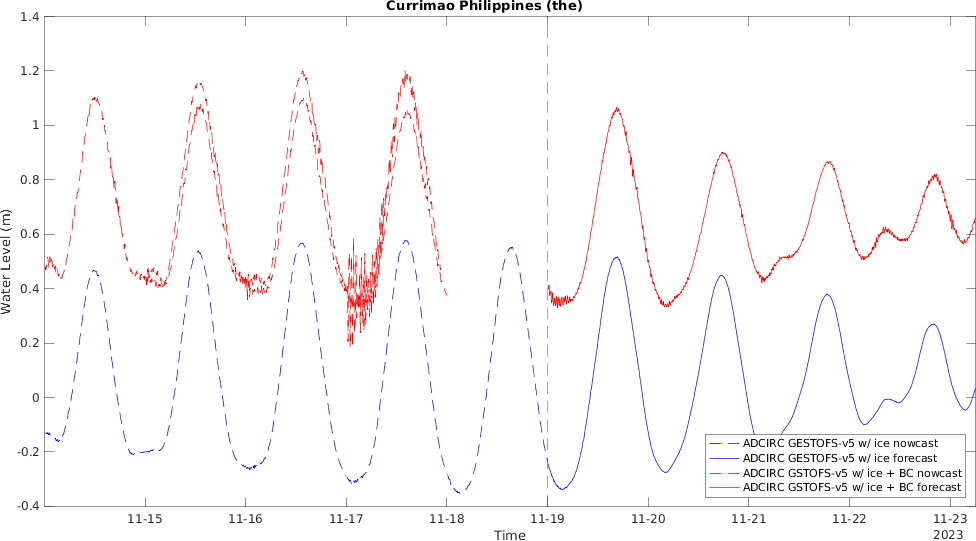 Currimao Philippines (the)
1.4
1.2
1
0.8
0.6
0.4
0.2
0
-0.2
-0.4
Water Level (m)
11-15
11-16
11-17
11-18
11-19
11-20
11-21
11-22
11-23
Time
2023
ADCIRC GESTOFS-v5 w/ ice nowcast
ADCIRC GESTOFS-v5 w/ ice forecast
ADCIRC GSTOFS-v5 w/ ice + BC nowcast
ADCIRC GSTOFS-v5 w/ ice + BC forecast